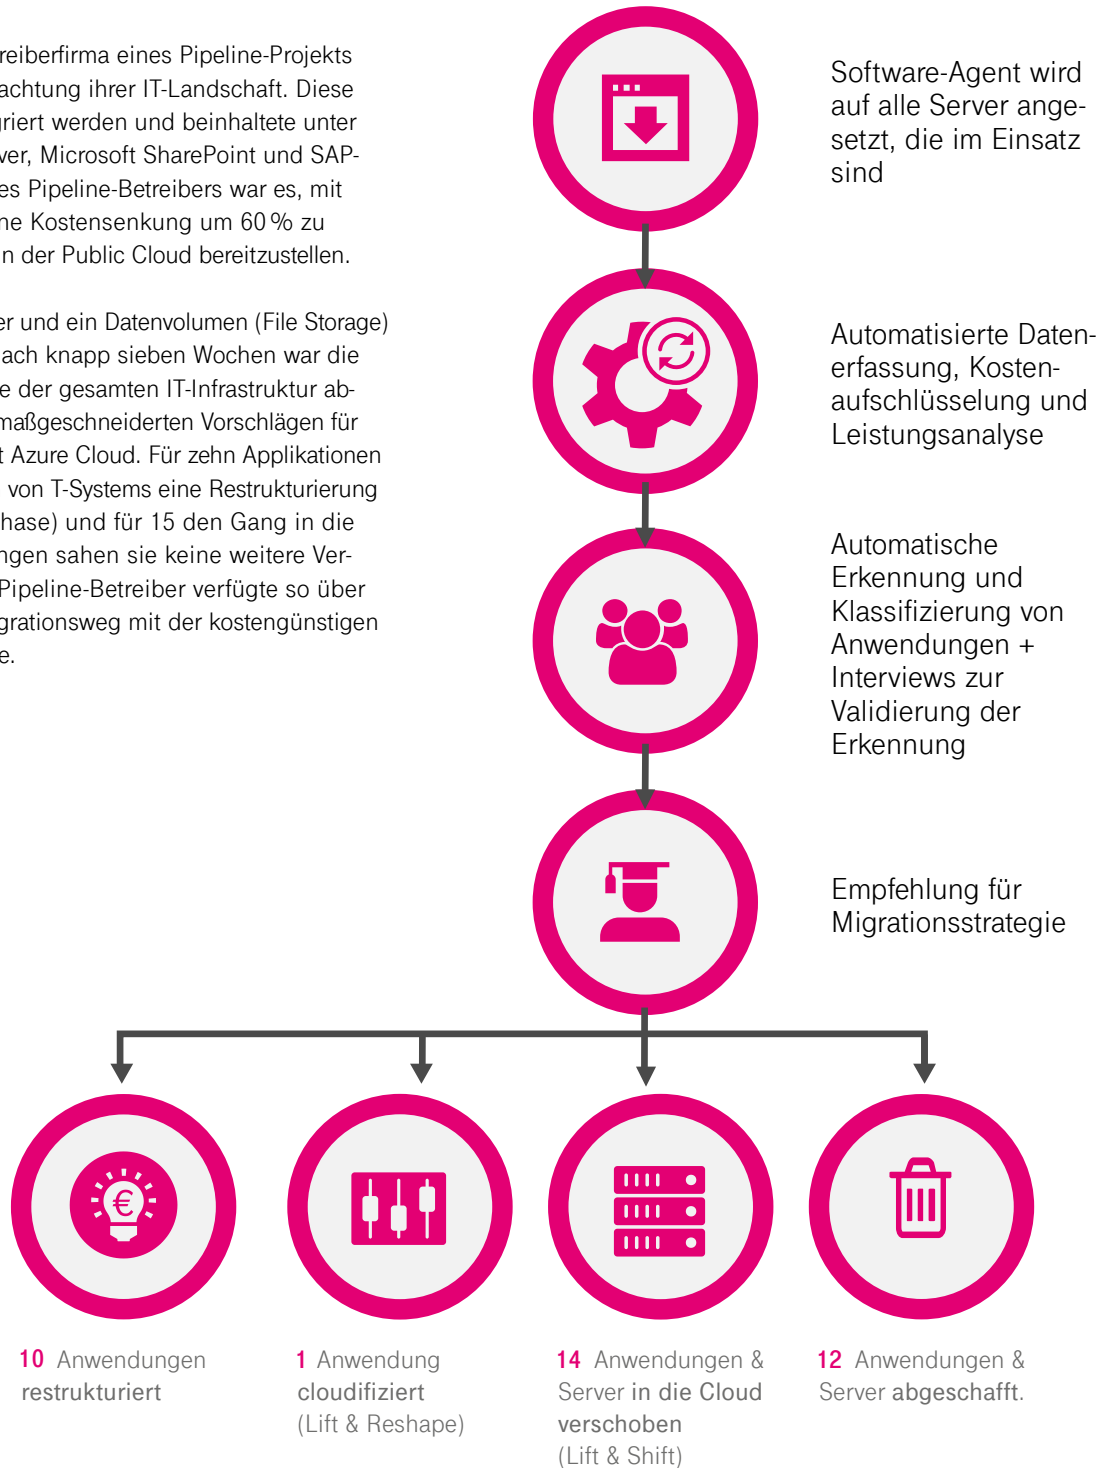 reiberfirma eines Pipeline-Projekts
achtung ihrer IT-Landschaft. Diese
griert werden und beinhaltete unter
ver, Microsoft SharePoint und SAP-
es Pipeline-Betreibers war es, mit
ne Kostensenkung um 60 % zu
n der Public Cloud bereitzustellen.
er und ein Datenvolumen (File Storage)
ach knapp sieben Wochen war die
e der gesamten IT-Infrastruktur ab-
maßgeschneiderten Vorschlägen für
t Azure Cloud. Für zehn Applikationen
von T-Systems eine Restrukturierung
hase) und für 15 den Gang in die
ngen sahen sie keine weitere Ver-
Pipeline-Betreiber verfügte so über
grationsweg mit der kostengünstigen
e.
Software-Agent wird
auf alle Server ange-
setzt, die im Einsatz
sind
Automatisierte Daten-
erfassung, Kosten-
aufschlüsselung und
Leistungsanalyse
Automatische
Erkennung und
Klassifizierung von
Anwendungen +
Interviews zur
Validierung der
Erkennung
Empfehlung für
Migrationsstrategie
€
10 Anwendungen
restrukturiert
1 Anwendung
cloudifiziert
(Lift & Reshape)
14 Anwendungen &
Server in die Cloud
verschoben
(Lift & Shift)
12 Anwendungen &
Server abgeschafft.